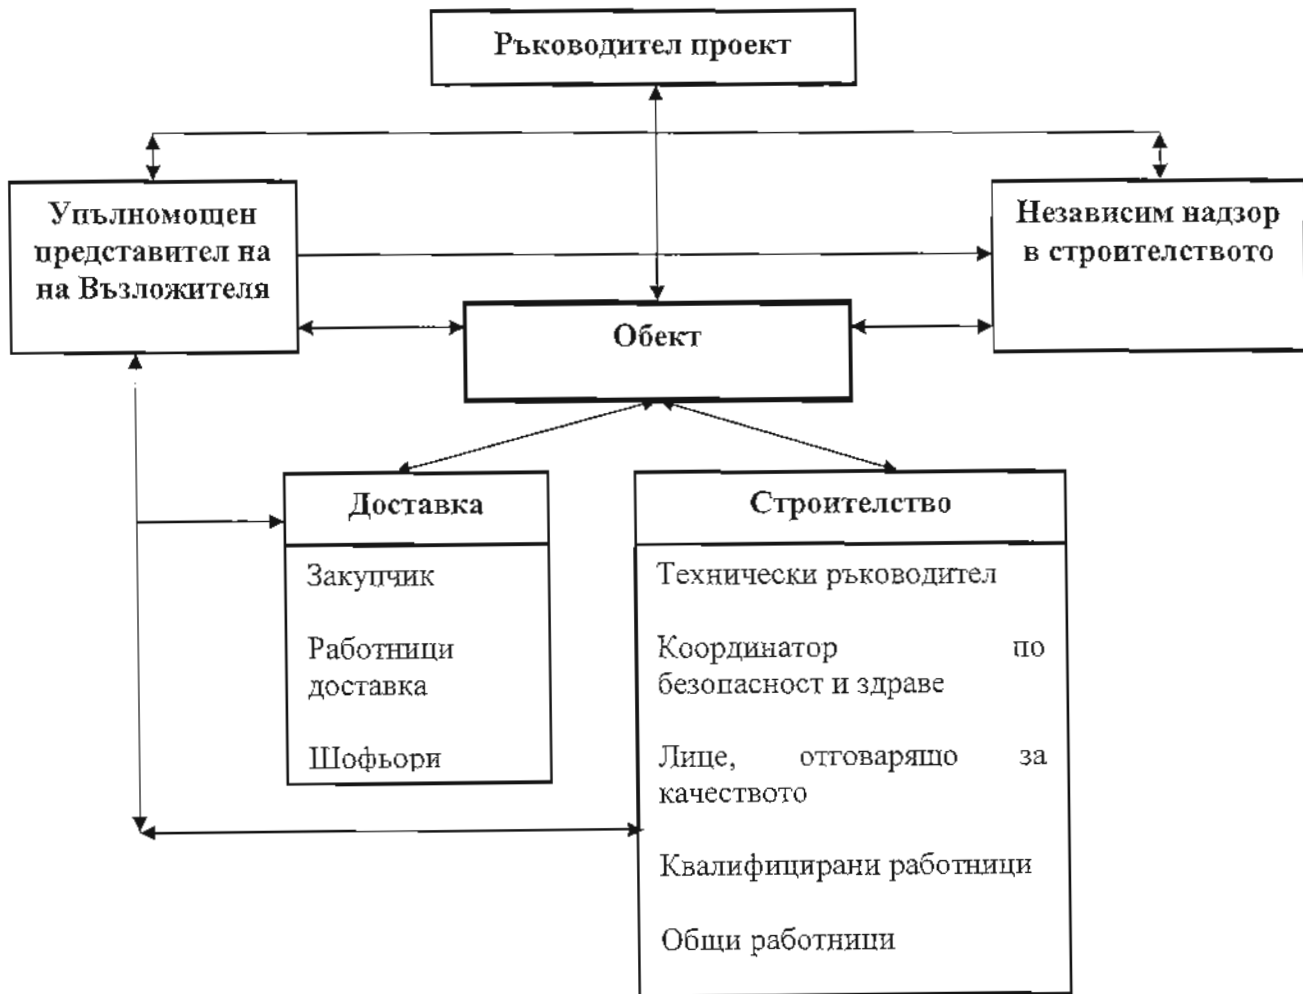 Ръководител проект
Упълномощен
представител на
на Възложителя
Независим надзор
в строителството
Обект
Доставка
Закупчик
Работници
доставка
Шофьори
Строителство
Технически ръководител
Координатор по
безопасност и здраве
Лице, отговарящо за
качеството
Квалифицирани работници
Общи работници